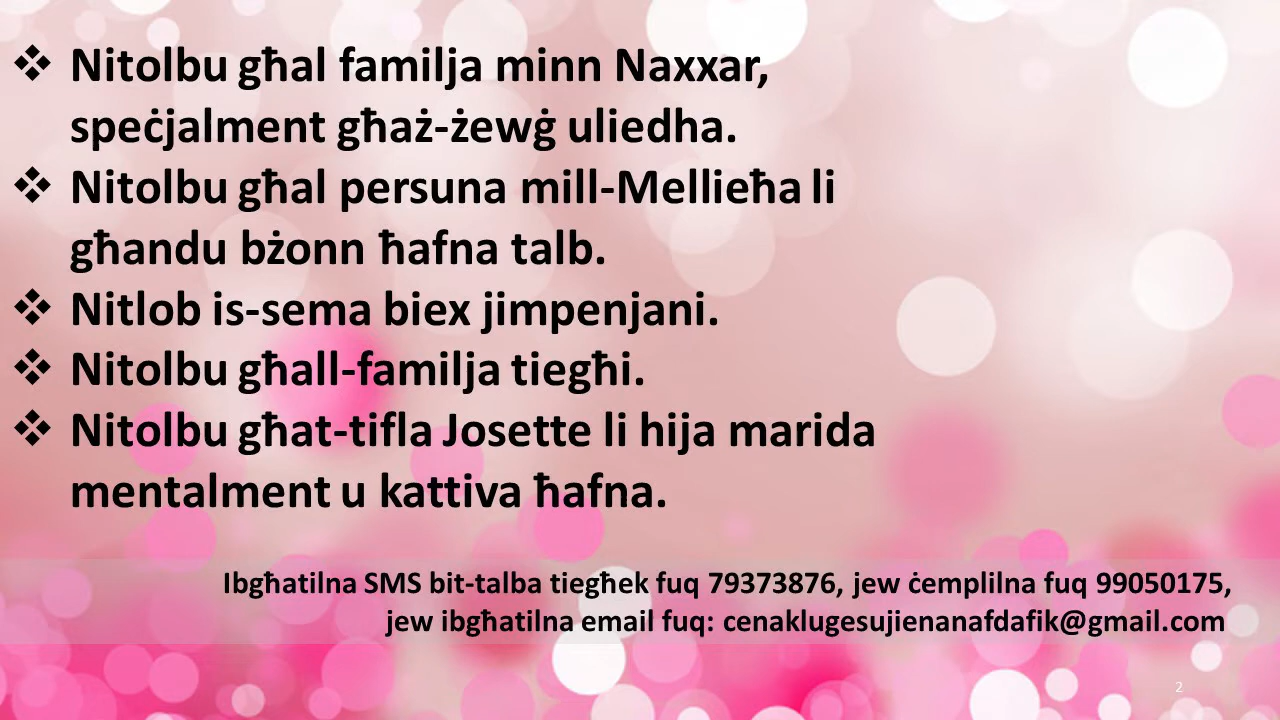 ❖ Nitolbu għal familja minn Naxxar,
speċjalment għaż-żewġ uliedha.
❖ Nitolbu għal persuna mill-Mellieħa li
għandu bżonn ħafna talb.
❖ Nitlob is-sema biex jimpenjani.
❖ Nitolbu għall-familja tiegħi.
❖ Nitolbu għat-tifla Josette li hija marida
mentalment u kattiva ħafna.
Ibgħatilna SMS bit-talba tiegħek fuq 79373876, jew ċemplilna fuq 99050175,
jew ibgħatilna email fuq: cenaklugesujienanafdafik@gmail.com
2